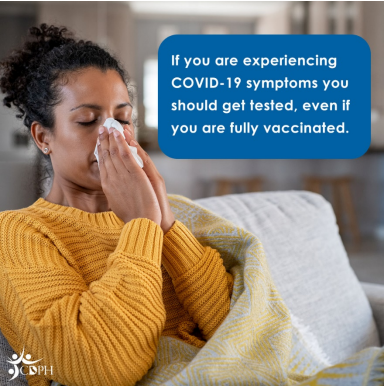 If you are experiencing
COVID-19 symptoms you
should get tested, even if
you are fully vaccinated.
CDPH